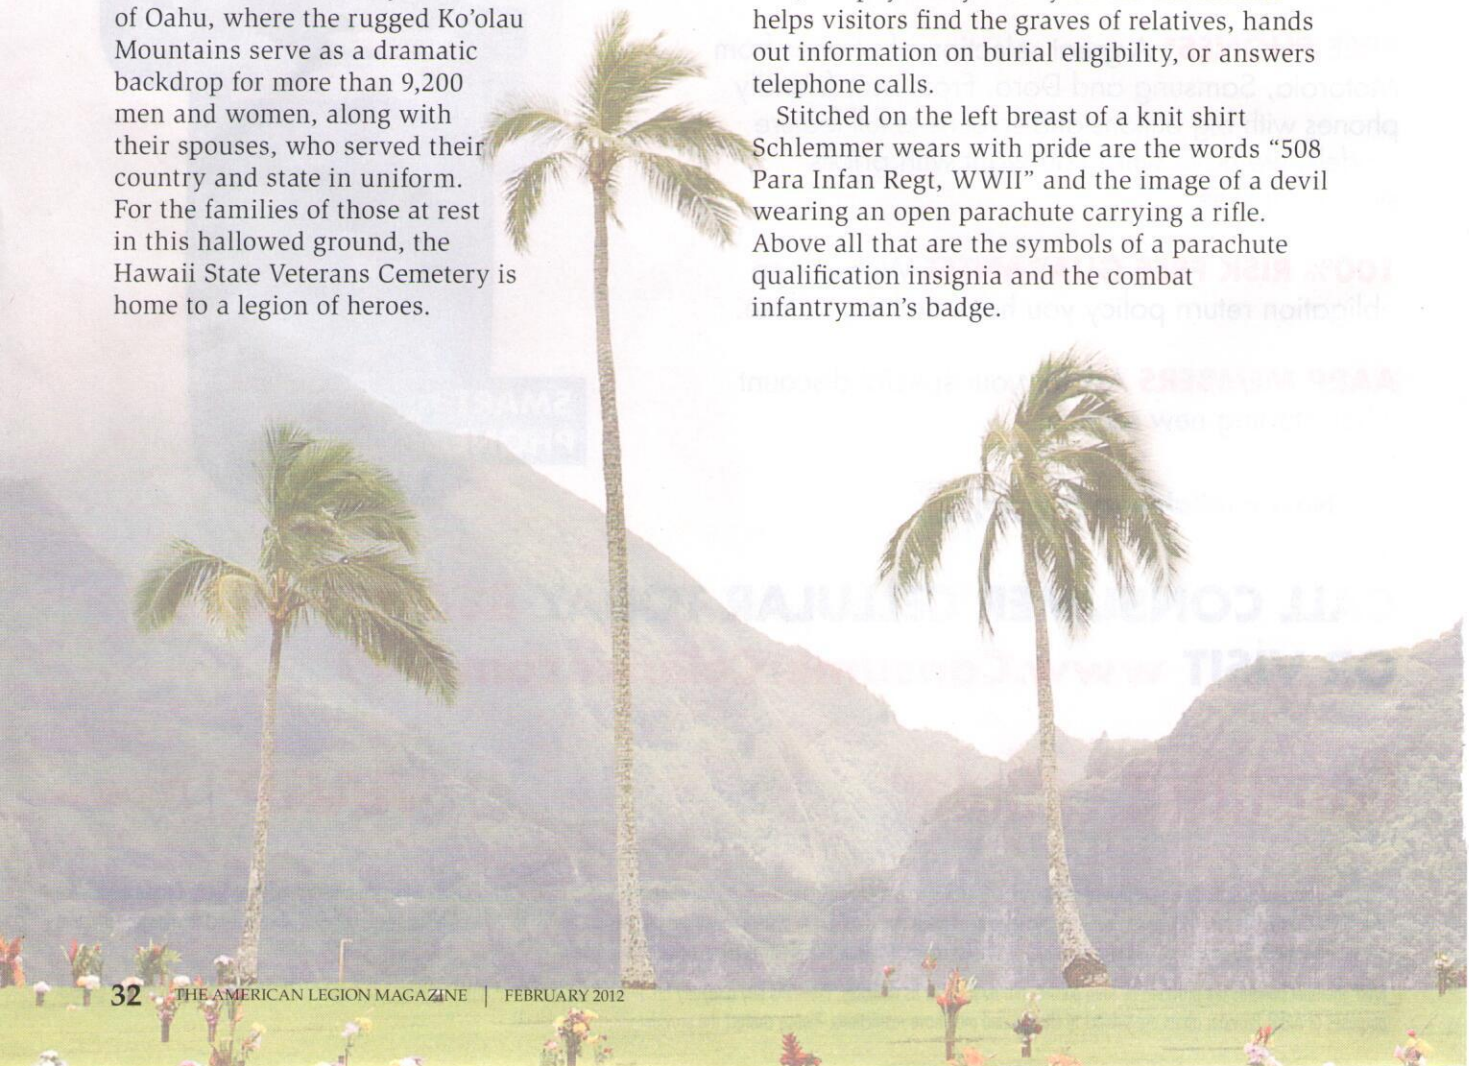 of Oahu, where the rugged Ko’olau
Mountains serve as a dramatic
backdrop for more than 9,200
men and women, along with
their spouses, who served their
country and state in uniform.
For the families of those at rest
in this hallowed ground, the
Hawaii State Veterans Cemetery is
home to a legion of heroes.
helps visitors find the graves of relatives, hands
out information on burial eligibility, or answers
telephone calls.
Stitched on the left breast of a knit shirt
Schlemmer wears with pride are the words “508
Para Infan Regt, WWII” and the image of a devil
wearing an open parachute carrying a rifle.
Above all that are the symbols of a parachute
qualification insignia and the combat
infantryman’s badge.
32 THE AMERICAN LEGION MAGAZINE | FEBRUARY 2012